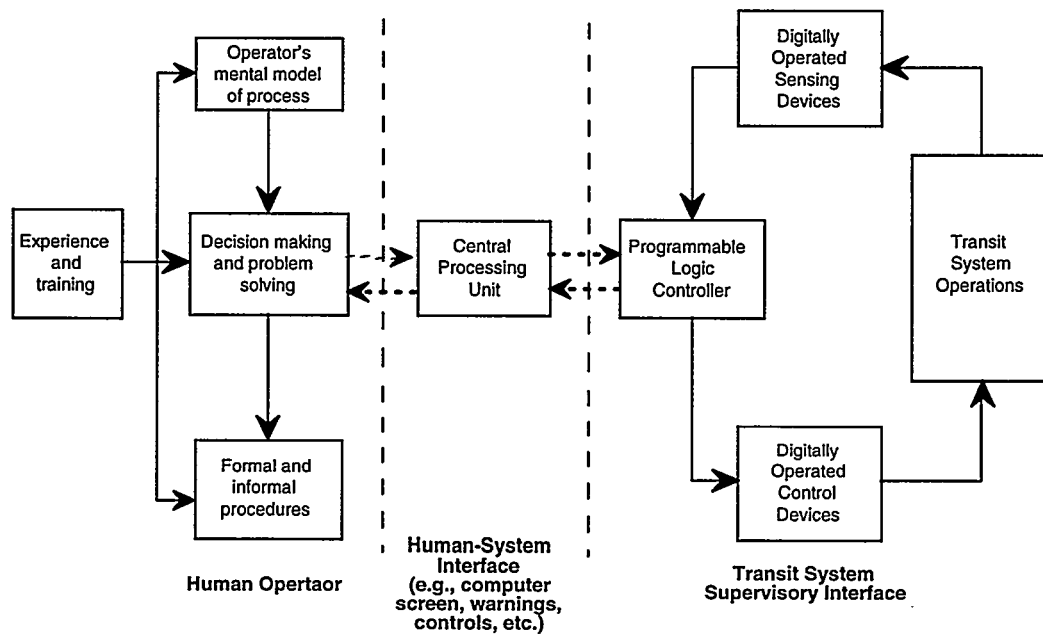 Operator's
mental model
of process
Experience
and
training
Decision making
and problem
solving
Formal and
informal
procedures
Human Opertaor
Central
Processing
Unit
Human-System
Interface
(e.g., computer
screen, warnings,
controls, etc.)
Digitally
Operated
Sensing
Devices
Programmable
Logic
Controller
Transit
System
Operations
Digitally
Operated
Control
Devices
Transit System
Supervisory Interface